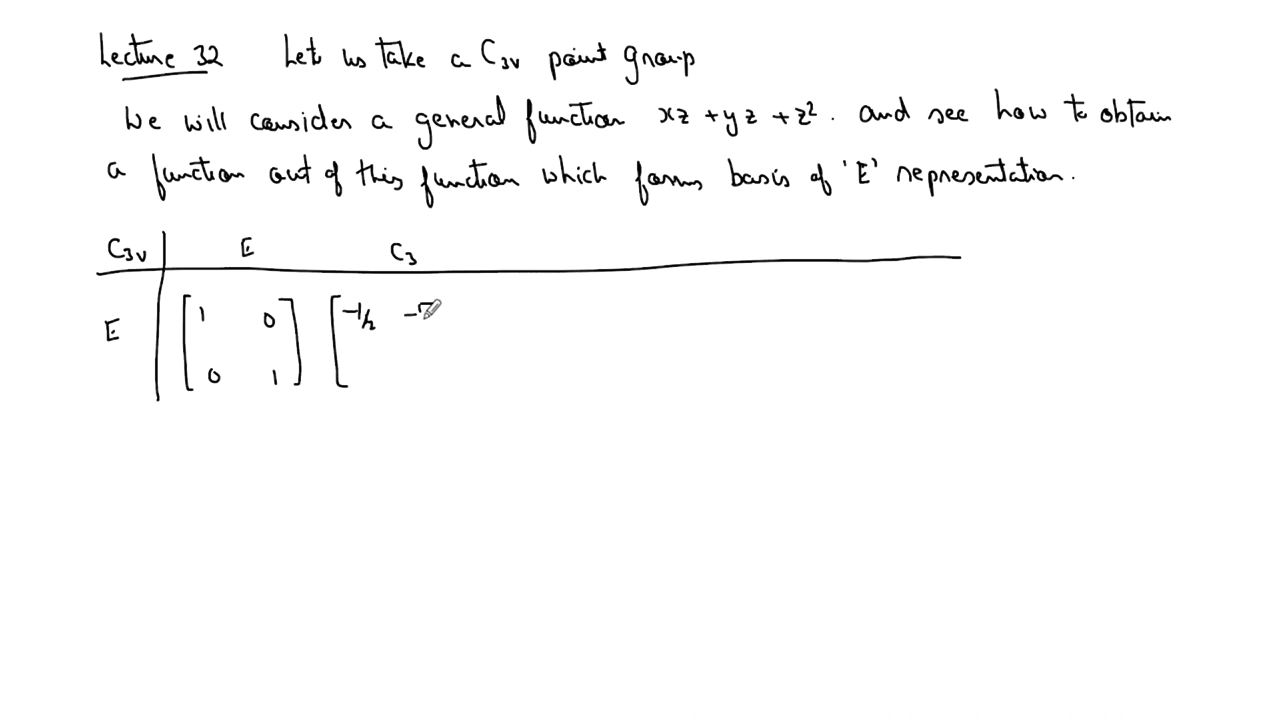 Lecture 32 Let us take a C3v point group
We will consider a general function xz + yz + z². and see how to obtain
a function out of this function which forms basis of 'E' representation.
C3v E C3
E [1 0 [-1/2 -
0 1]